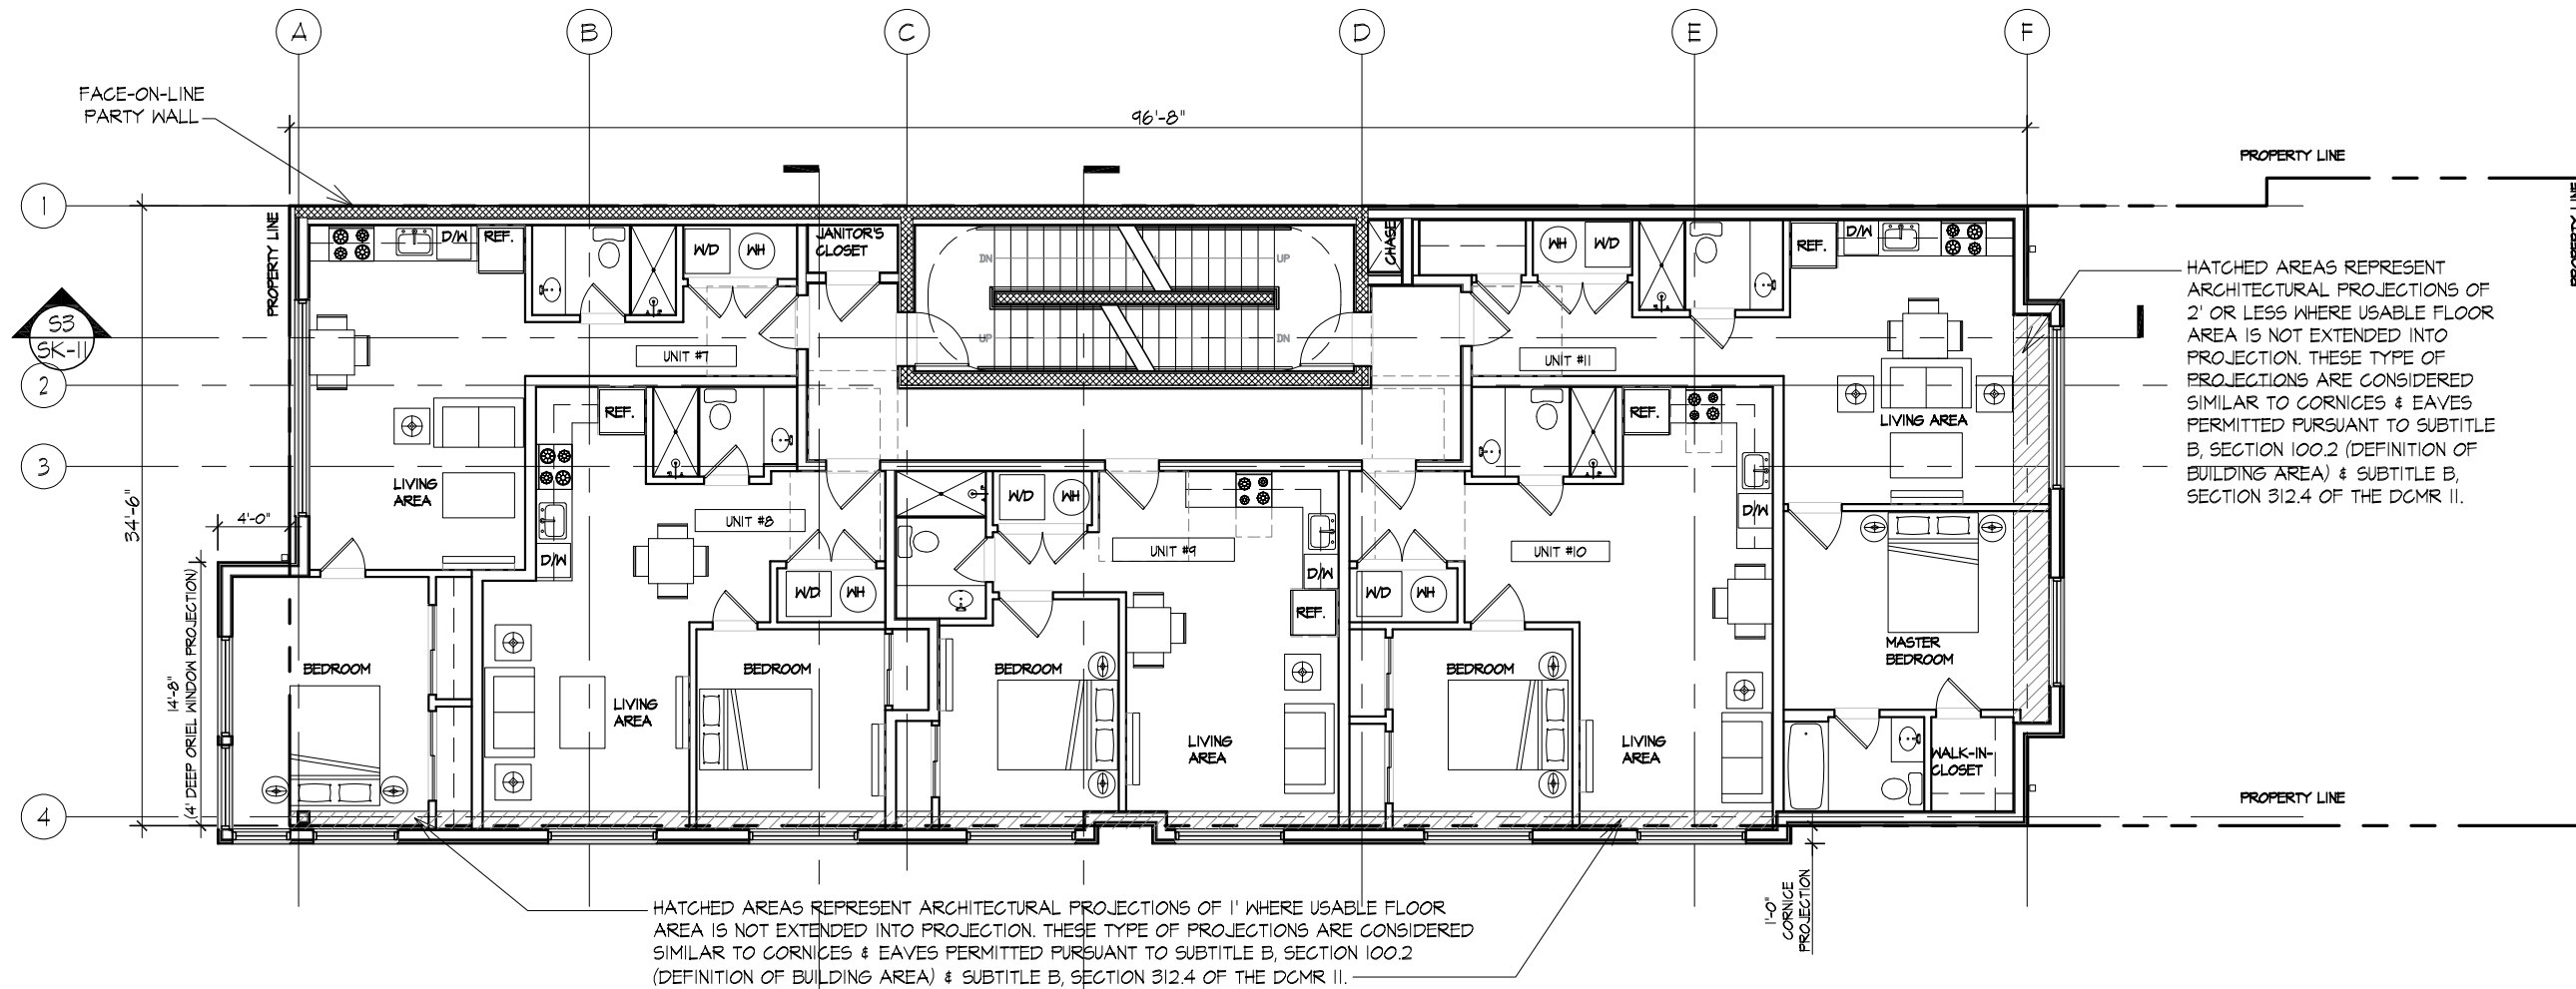 A
B
C
D
E
F
FACE-ON-LINE
PARTY WALL
96'-8"
PROPERTY LINE
PROPERTY LINE
1
PROPERTY LINE
D/W
REF.
W/D
WH
JANITOR'S
CLOSET
DN
UP
UP
DN
CHASE
WH
W/D
REF.
D/W
HATCHED AREAS REPRESENT
ARCHITECTURAL PROJECTIONS OF
2' OR LESS WHERE USABLE FLOOR
AREA IS NOT EXTENDED INTO
PROJECTION. THESE TYPE OF
PROJECTIONS ARE CONSIDERED
SIMILAR TO CORNICES & EAVES
PERMITTED PURSUANT TO SUBTITLE
B, SECTION 100.2 (DEFINITION OF
BUILDING AREA) & SUBTITLE B,
SECTION 312.4 OF THE DCMR 11.
S3
SK-11
UNIT #7
UNIT #11
2
REF.
REF.
LIVING AREA
3
LIVING
AREA
34'-6"
4'-0"
UNIT #8
W/D
WH
UNIT #9
UNIT #10
D/W
D/W
D/W
W/D
WH
W/D
WH
REF.
14'-8"
(4' DEEP ORIEL WINDOW PROJECTION)
BEDROOM
LIVING
AREA
BEDROOM
BEDROOM
LIVING
AREA
BEDROOM
LIVING
AREA
MASTER
BEDROOM
WALK-IN-
CLOSET
PROPERTY LINE
4
1'-0"
CORNICE
PROJECTION
HATCHED AREAS REPRESENT ARCHITECTURAL PROJECTIONS OF 1' WHERE USABLE FLOOR
AREA IS NOT EXTENDED INTO PROJECTION. THESE TYPE OF PROJECTIONS ARE CONSIDERED
SIMILAR TO CORNICES & EAVES PERMITTED PURSUANT TO SUBTITLE B, SECTION 100.2
(DEFINITION OF BUILDING AREA) & SUBTITLE B, SECTION 312.4 OF THE DCMR 11.